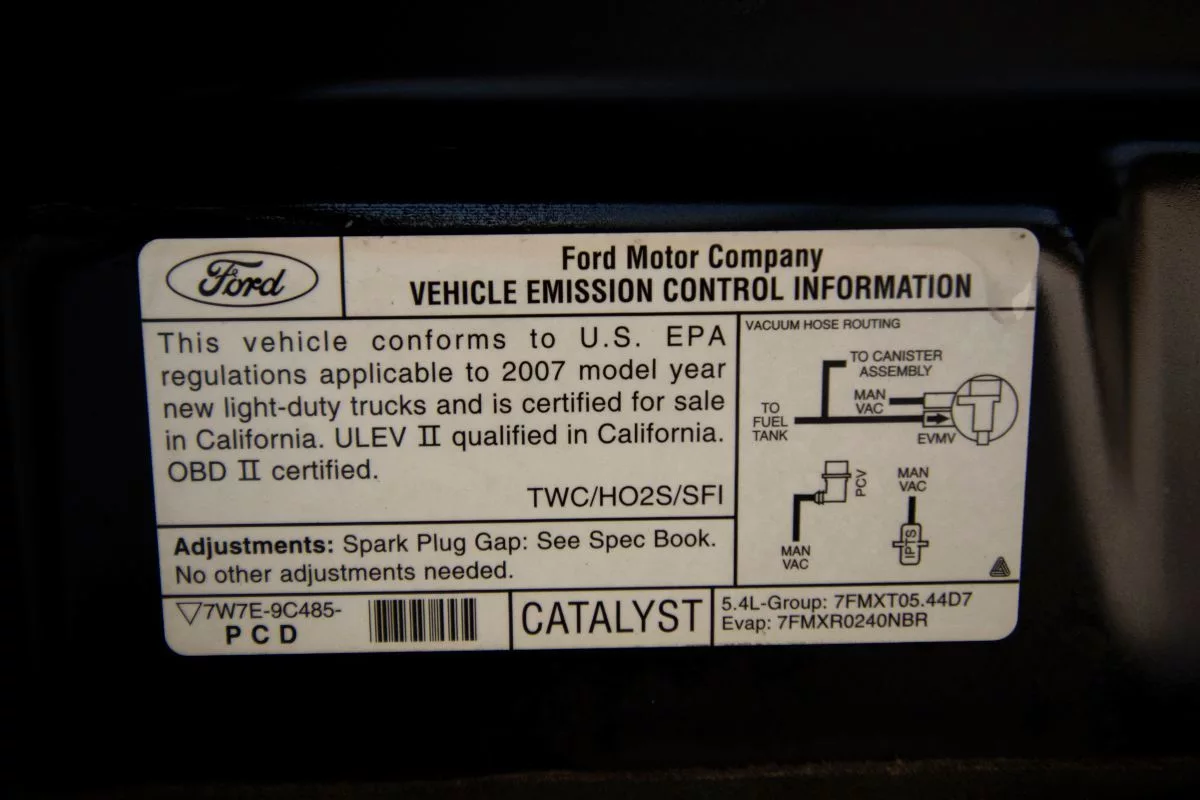 Ford
Ford Motor Company
VEHICLE EMISSION CONTROL INFORMATION
This vehicle conforms to U.S. EPA
regulations applicable to 2007 model year
new light-duty trucks and is certified for sale
in California. ULEV II qualified in California.
OBD II certified.
TWC/HO2S/SFI
Adjustments: Spark Plug Gap: See Spec Book.
No other adjustments needed.
VACUUM HOSE ROUTING
TO CANISTER
ASSEMBLY
MAN
VAC
TO
FUEL
TANK
EVMV
PCV
MAN
VAC
MAN
VAC
IPTS
7W7E-9C485-
P C D
CATALYST
5.4L-Group: 7FMXT05.44D7
Evap: 7FMXR0240NBR